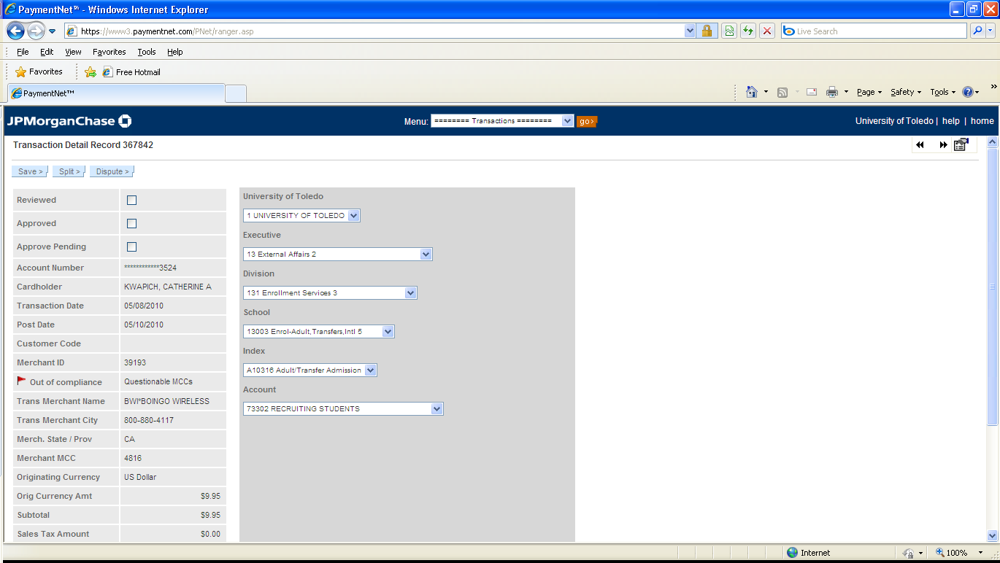 PaymentNet™ - Windows Internet Explorer
https://www3.paymentnet.com/PNet/ranger.asp
Live Search
File Edit View Favorites Tools Help
Favorites Free Hotmail
PaymentNet™
Page Safety Tools
JPMorganChase
Menu: ======== Transactions ======== go>
University of Toledo | help | home
Transaction Detail Record 367842
Save > Split > Dispute >
Reviewed
Approved
Approve Pending
Account Number ************3524
Cardholder KWAPICH, CATHERINE A
Transaction Date 05/08/2010
Post Date 05/10/2010
Customer Code
Merchant ID 39193
Out of compliance Questionable MCCs
Trans Merchant Name BWI*BOINGO WIRELESS
Trans Merchant City 800-880-4117
Merch. State / Prov CA
Merchant MCC 4816
Originating Currency US Dollar
Orig Currency Amt $9.95
Subtotal $9.95
Sales Tax Amount $0.00
University of Toledo
1 UNIVERSITY OF TOLEDO
Executive
13 External Affairs 2
Division
131 Enrollment Services 3
School
13003 Enrol-Adult,Transfers,Intl 5
Index
A10316 Adult/Transfer Admission
Account
73302 RECRUITING STUDENTS
Internet
100%